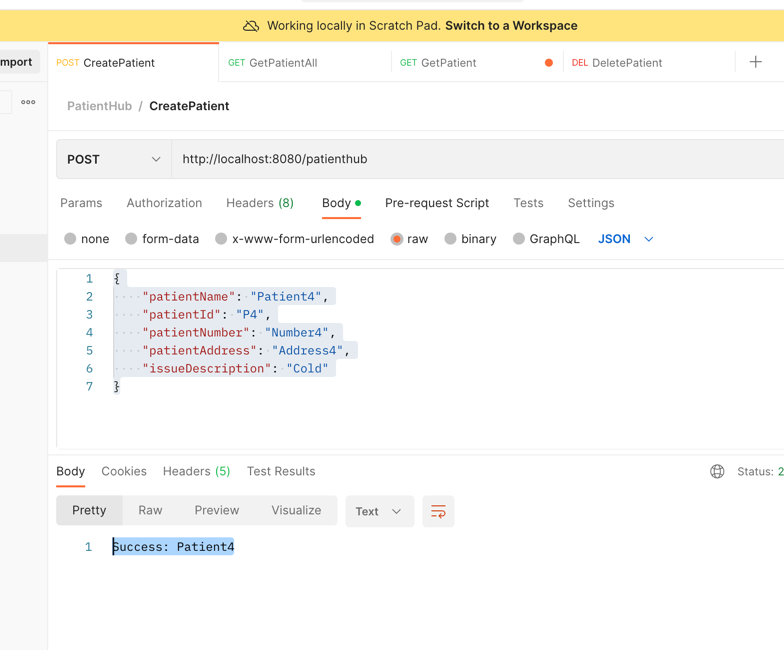 Working locally in Scratch Pad. Switch to a Workspace
mport
POST CreatePatient GET GetPatientAll GET GetPatient DEL DeletePatient
PatientHub / CreatePatient
POST http://localhost:8080/patienthub
Params Authorization Headers (8) Body Pre-request Script Tests Settings
none form-data x-www-form-urlencoded raw binary GraphQL JSON
1 {
2 ····"patientName":·"Patient4",
3 ····"patientId":·"P4",
4 ····"patientNumber":·"Number4",
5 ····"patientAddress":·"Address4",
6 ····"issueDescription":·"Cold"
7 }
Body Cookies Headers (5) Test Results Status: 2
Pretty Raw Preview Visualize Text
1 Success: Patient4